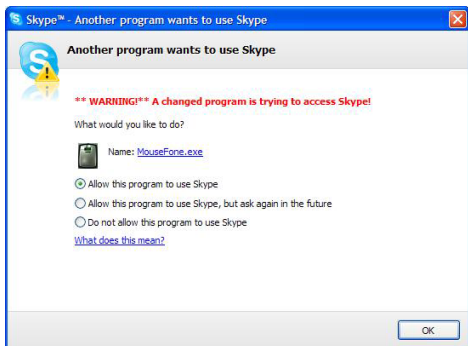 Skype™ - Another program wants to use Skype
Another program wants to use Skype
** WARNING!** A changed program is trying to access Skype!
What would you like to do?
Name: MouseFone.exe
Allow this program to use Skype
Allow this program to use Skype, but ask again in the future
Do not allow this program to use Skype
What does this mean?
OK